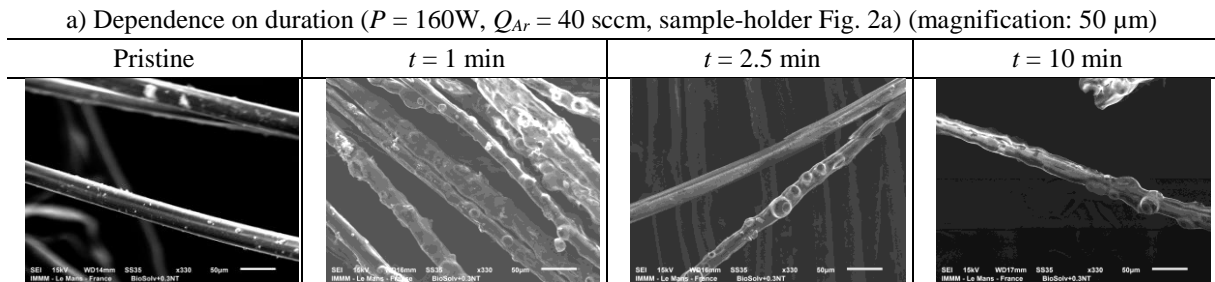 a) Dependence on duration (P = 160W, Q_Ar = 40 sccm, sample-holder Fig. 2a) (magnification: 50 µm)
Pristine
t = 1 min
t = 2.5 min
t = 10 min
SEI 15kV WD14mm SS35 x330 50µm
IMMM - Le Mans - France BioSolv+0.3NT
SEI 15kV WD16mm SS35 x330 50µm
IMMM - Le Mans - France BioSolv+0.3NT
SEI 15kV WD16mm SS35 x330 50µm
IMMM - Le Mans - France BioSolv+0.3NT
SEI 15kV WD17mm SS35 x330 50µm
IMMM - Le Mans - France BioSolv+0.3NT